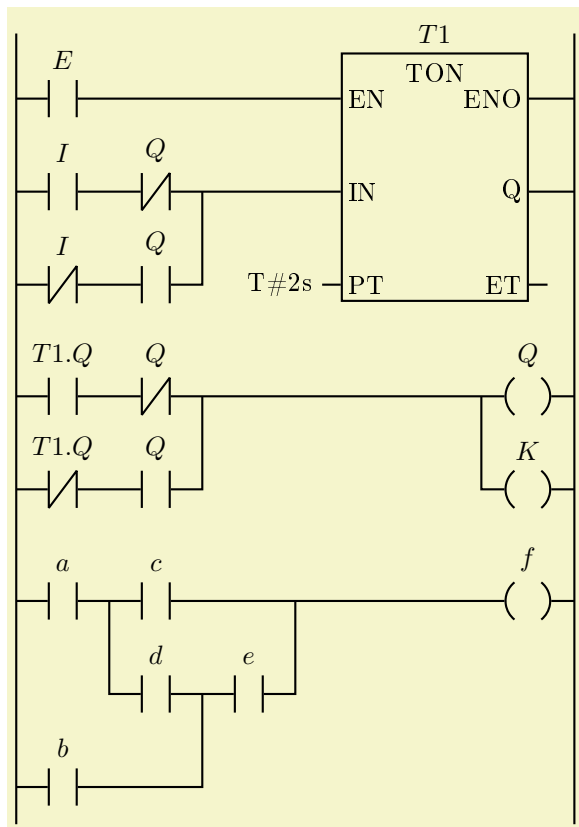 T1
E
TON
EN ENO
I Q
IN Q
I Q
T#2s PT ET
T1.Q Q Q
T1.Q Q K
a c f
d e
b